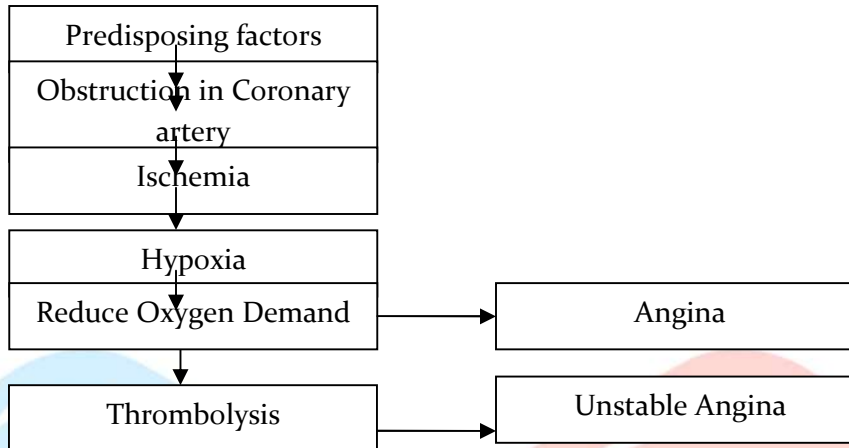 Predisposing factors
Obstruction in Coronary
artery
Ischemia
Hypoxia
Reduce Oxygen Demand
Angina
Thrombolysis
Unstable Angina